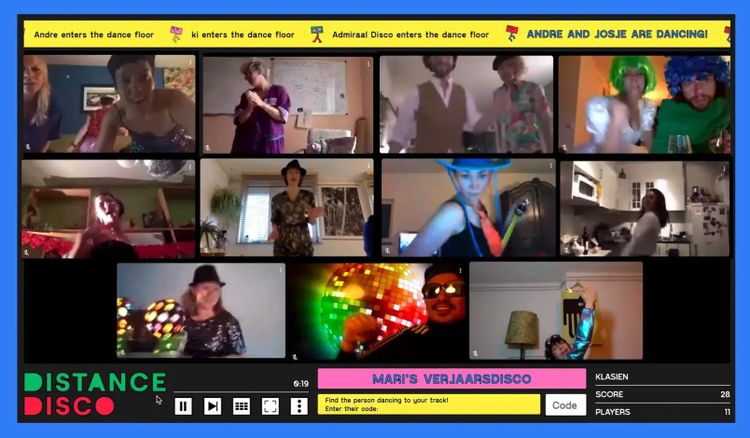 Andre enters the dance floor
ki enters the dance floor
Admiraal Disco enters the dance floor
ANDRE AND JOSJE ARE DANCING!
DISTANCE
DISCO
0:19
MARI'S VERJAARSDISCO
Find the person dancing to your track!
Enter their code:
Code
KLASIEN
SCORE 28
PLAYERS 11